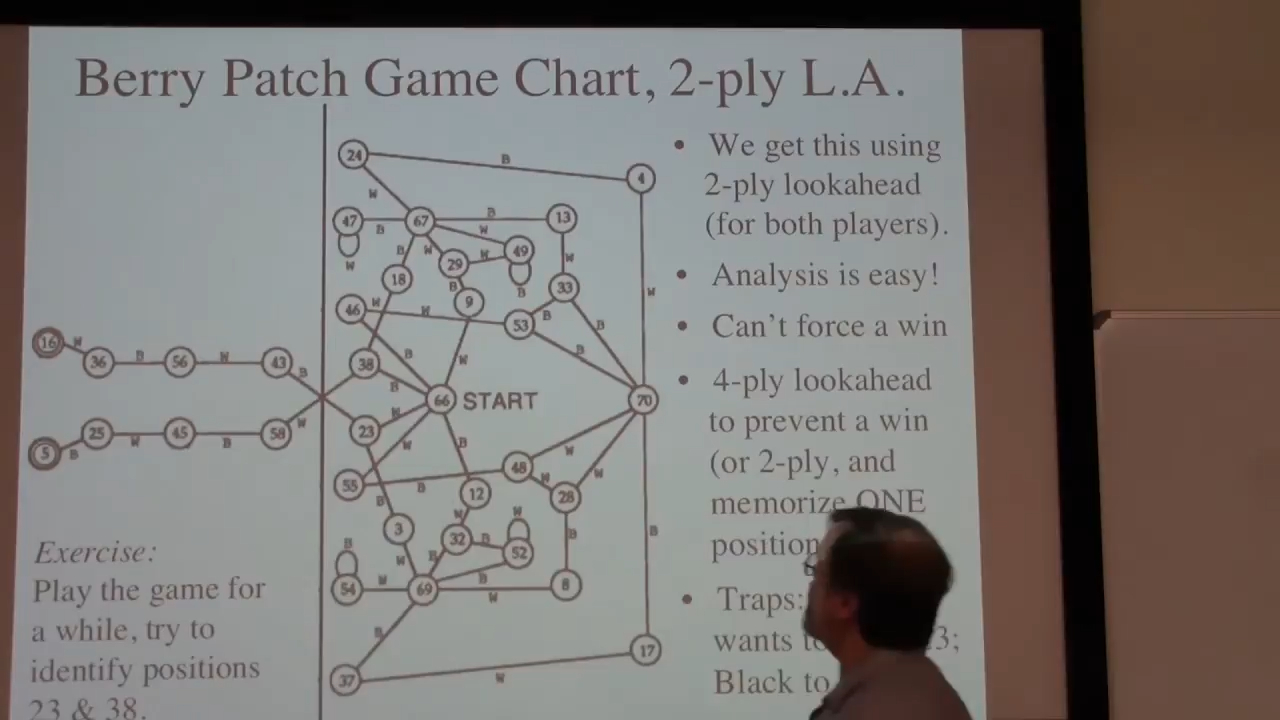 Berry Patch Game Chart, 2-ply L.A.
24
B
4
W
47
B
67
B
13
W
W
B
W
29
W
49
W
18
B
9
B
33
46
W
W
53
B
B
W
B
B
16
W
36
B
56
43
B
38
B
W
66
START
70
5
B
25
W
45
B
58
W
23
W
W
B
48
W
W
55
B
B
12
28
3
W
32
B
52
W
B
B
B
54
W
69
B
W
8
B
37
W
17
• We get this using
2-ply lookahead
(for both players).
• Analysis is easy!
• Can't force a win
• 4-ply lookahead
to prevent a win
(or 2-ply, and
memorize ONE
position
• Traps:
wants
3;
Black to
Exercise:
Play the game for
a while, try to
identify positions
23 & 38.